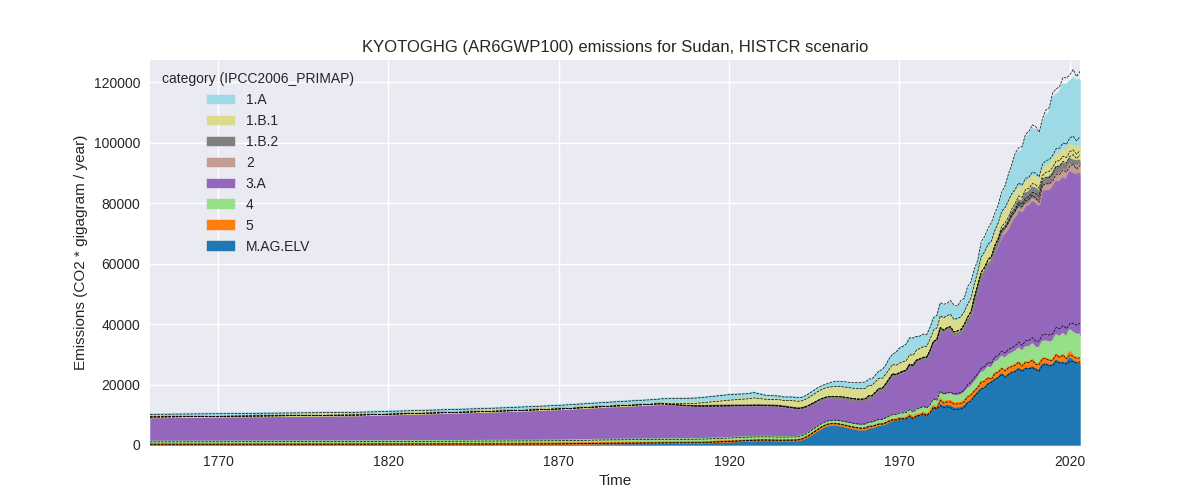 KYOTOGHG (AR6GWP100) emissions for Sudan, HISTCR scenario
Emissions (CO2 * gigagram / year)
120000
100000
80000
60000
40000
20000
0
category (IPCC2006_PRIMAP)
1.A
1.B.1
1.B.2
2
3.A
4
5
M.AG.ELV
1770
1820
1870
1920
1970
2020
Time